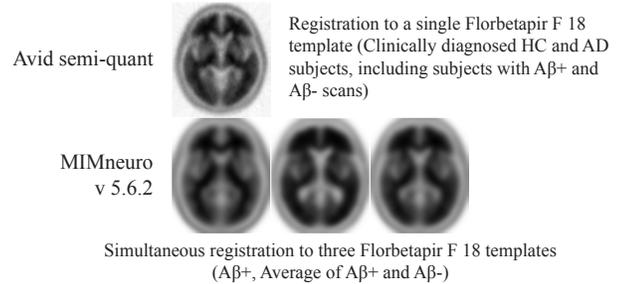 Avid semi-quant
Registration to a single Florbetapir F 18
template (Clinically diagnosed HC and AD
subjects, including subjects with Aβ+ and
Aβ- scans)
MIMneuro
v 5.6.2
Simultaneous registration to three Florbetapir F 18 templates
(Aβ+, Average of Aβ+ and Aβ-)